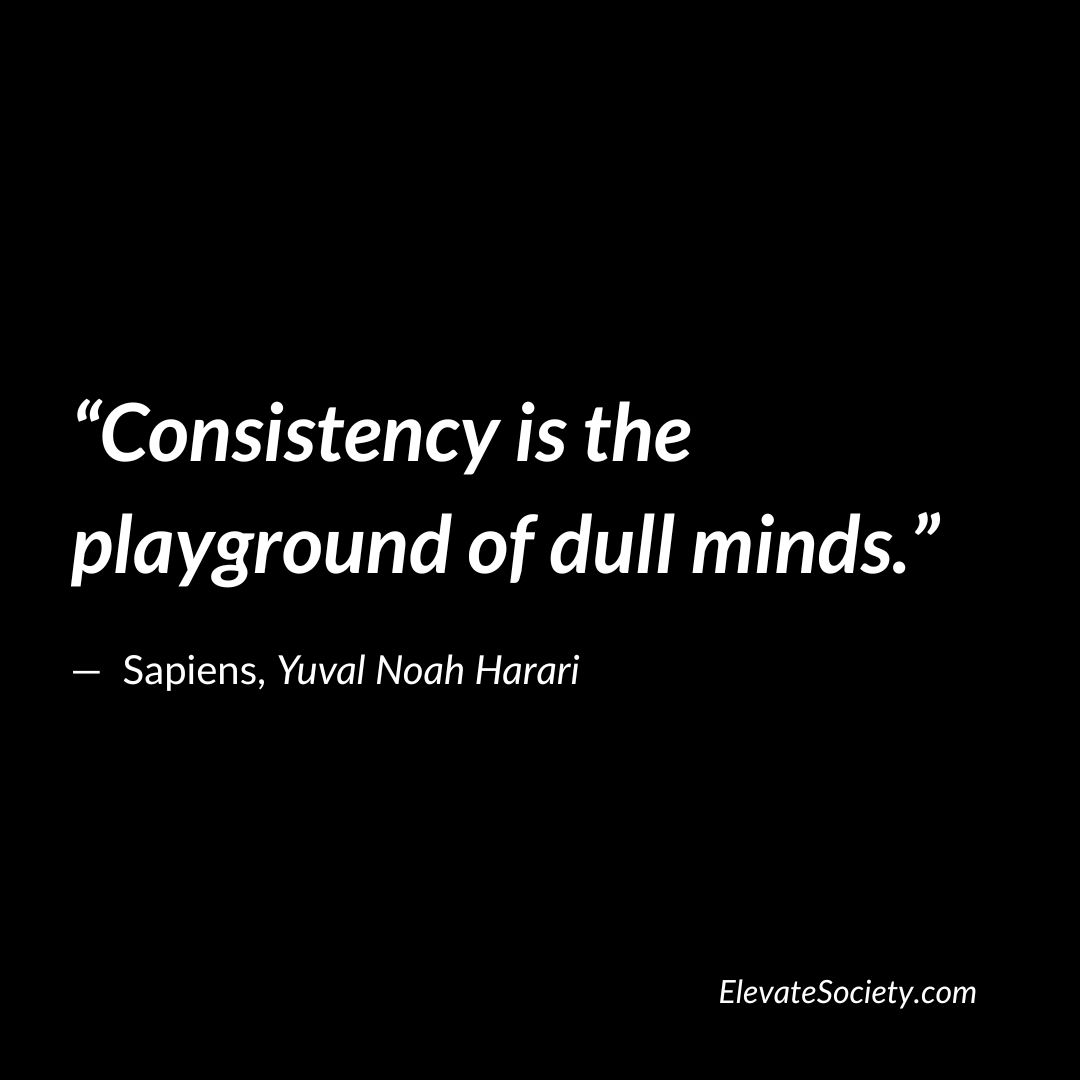 “Consistency is the
playground of dull minds.”
— Sapiens, Yuval Noah Harari
ElevateSociety.com